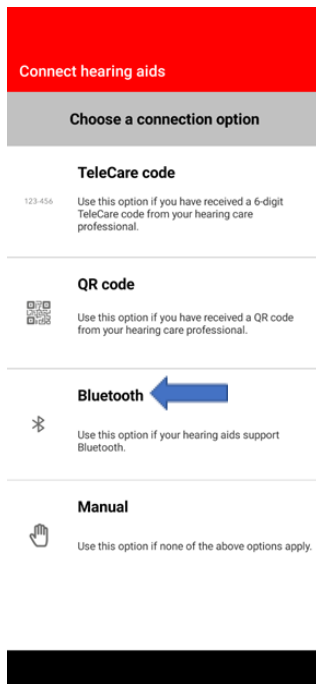 Connect hearing aids
Choose a connection option
TeleCare code
123-456
Use this option if you have received a 6-digit
TeleCare code from your hearing care
professional.
QR code
Use this option if you have received a QR code
from your hearing care professional.
Bluetooth
Use this option if your hearing aids support
Bluetooth.
Manual
Use this option if none of the above options apply.